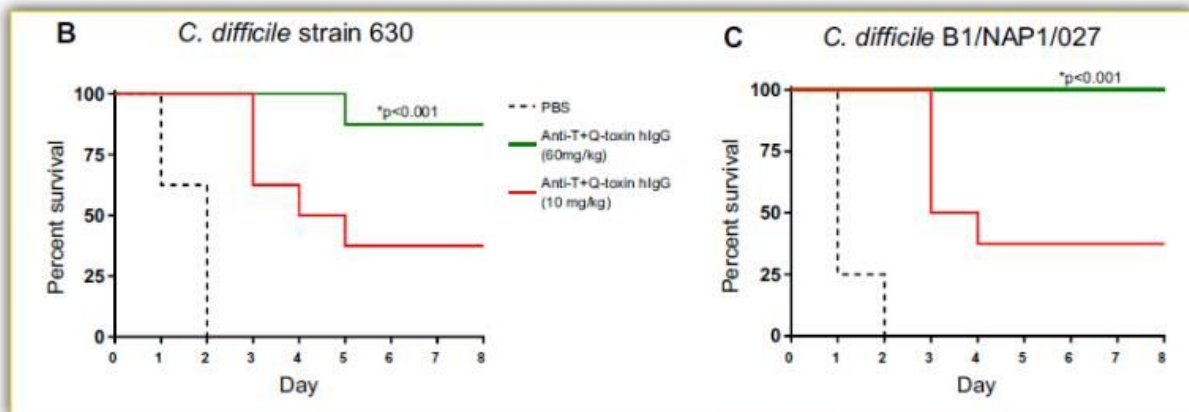 B
C. difficile strain 630
100
75
50
25
0
Percent survival
*p<0.001
0 1 2 3 4 5 6 7 8
Day
PBS
Anti-T+Q-toxin hIgG
(60mg/kg)
Anti-T+Q-toxin hIgG
(10 mg/kg)
C
C. difficile B1/NAP1/027
100
75
50
25
0
Percent survival
*p<0.001
0 1 2 3 4 5 6 7 8
Day